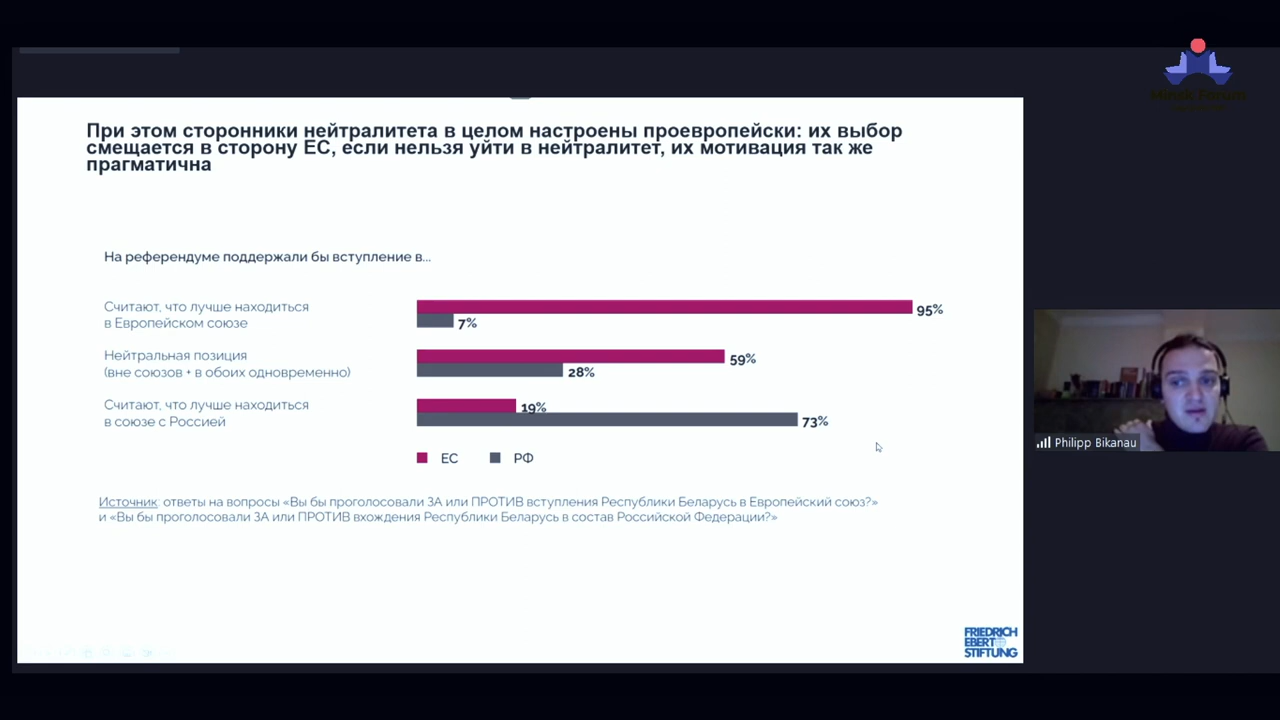 При этом сторонники нейтралитета в целом настроены проевропейски: их выбор
смещается в сторону ЕС, если нельзя уйти в нейтралитет, их мотивация так же
прагматична
На референдуме поддержали бы вступление в...
Считают, что лучше находиться
в Европейском союзе
95%
7%
Нейтральная позиция
(вне союзов + в обоих одновременно)
59%
28%
Считают, что лучше находиться
в союзе с Россией
19%
73%
ЕС РФ
Источник: ответы на вопросы «Вы бы проголосовали ЗА или ПРОТИВ вступления Республики Беларусь в Европейский союз?»
и «Вы бы проголосовали ЗА или ПРОТИВ вхождения Республики Беларусь в состав Российской Федерации?»
FRIEDRICH
EBERT
STIFTUNG
Philipp Bikanau
Minsk Forum